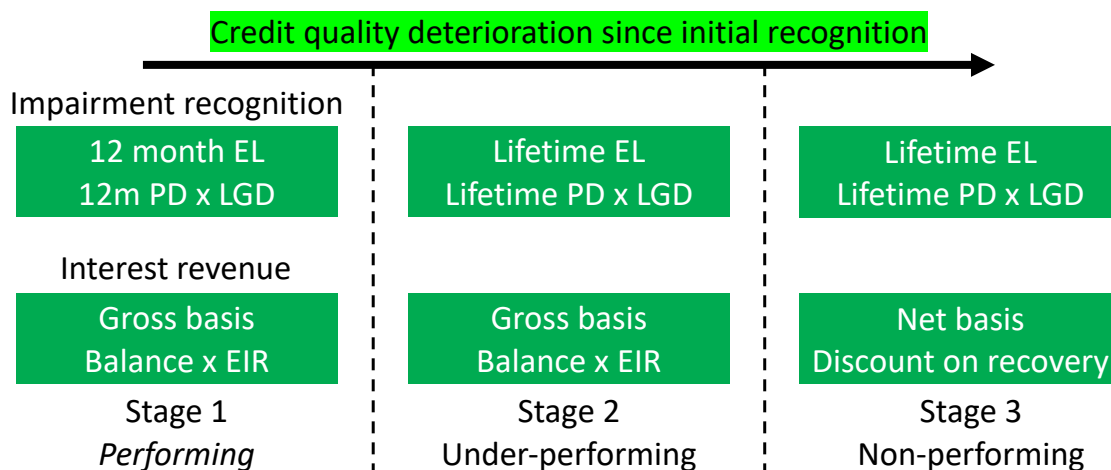 Credit quality deterioration since initial recognition
Impairment recognition
12 month EL
12m PD x LGD
Lifetime EL
Lifetime PD x LGD
Lifetime EL
Lifetime PD x LGD
Interest revenue
Gross basis
Balance x EIR
Gross basis
Balance x EIR
Net basis
Discount on recovery
Stage 1
Performing
Stage 2
Under-performing
Stage 3
Non-performing